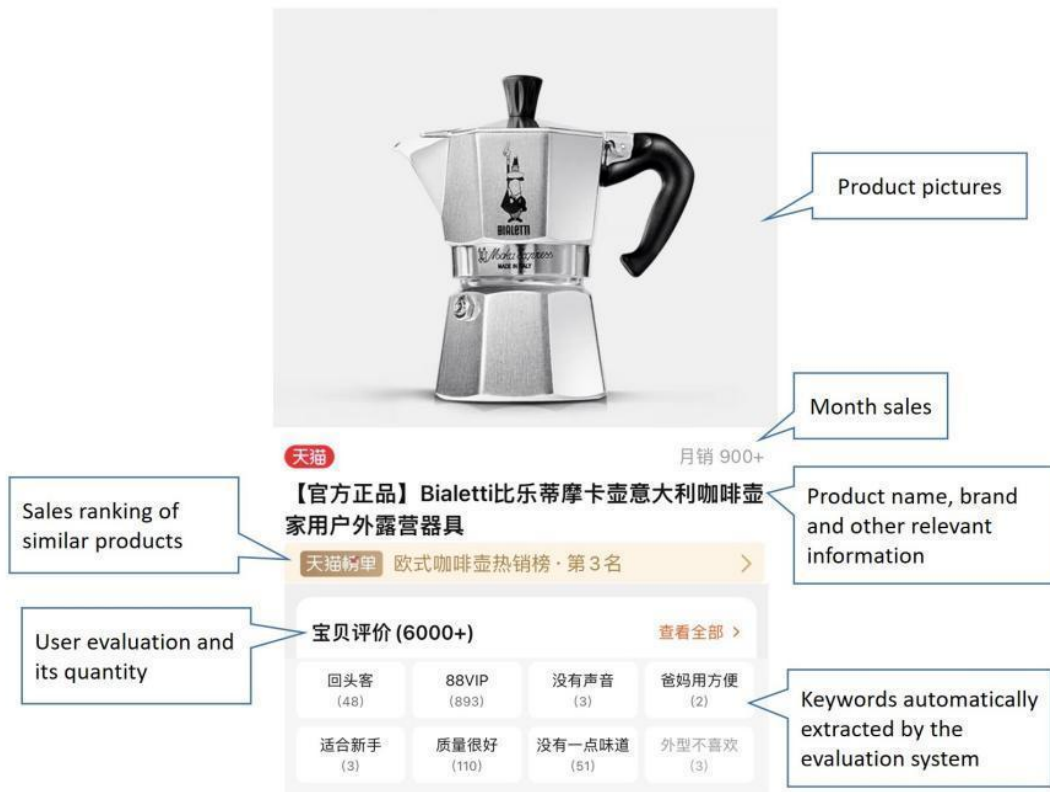 BIALETTI
Moka express
MADE IN ITALY
Product pictures
Month sales
天猫
月销 900+
【官方正品】Bialetti比乐蒂摩卡壶意大利咖啡壶
家用户外露营器具
Product name, brand
and other relevant
information
Sales ranking of
similar products
天猫榜单 欧式咖啡壶热销榜·第3名
User evaluation and
its quantity
宝贝评价(6000+)
查看全部
回头客
(48)
88VIP
(893)
没有声音
(3)
爸妈用方便
(2)
适合新手
(3)
质量很好
(110)
没有一点味道
(51)
外型不喜欢
(3)
Keywords automatically
extracted by the
evaluation system